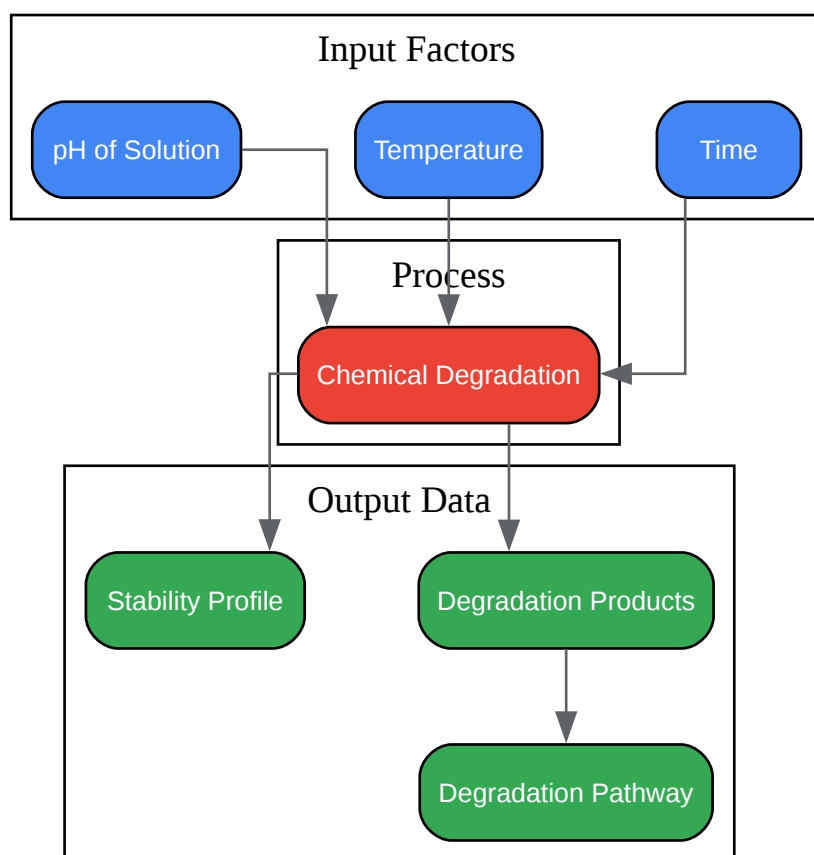 Input Factors
pH of Solution
Temperature
Time
Process
Chemical Degradation
Output Data
Stability Profile
Degradation Products
Degradation Pathway